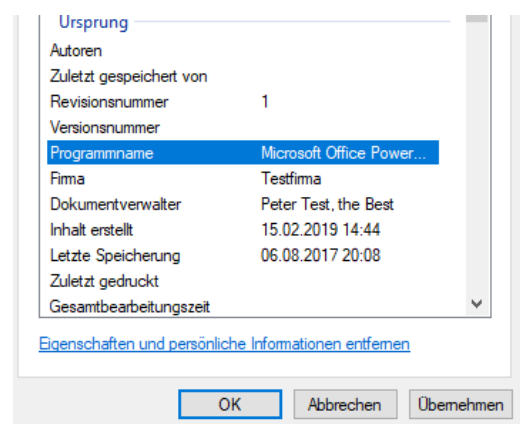 Ursprung
Autoren
Zuletzt gespeichert von
Revisionsnummer 1
Versionsnummer
Programmname Microsoft Office Power...
Firma Testfirma
Dokumentverwalter Peter Test, the Best
Inhalt erstellt 15.02.2019 14:44
Letzte Speicherung 06.08.2017 20:08
Zuletzt gedruckt
Gesamtbearbeitungszeit
Eigenschaften und persönliche Informationen entfernen
OK Abbrechen Übernehmen